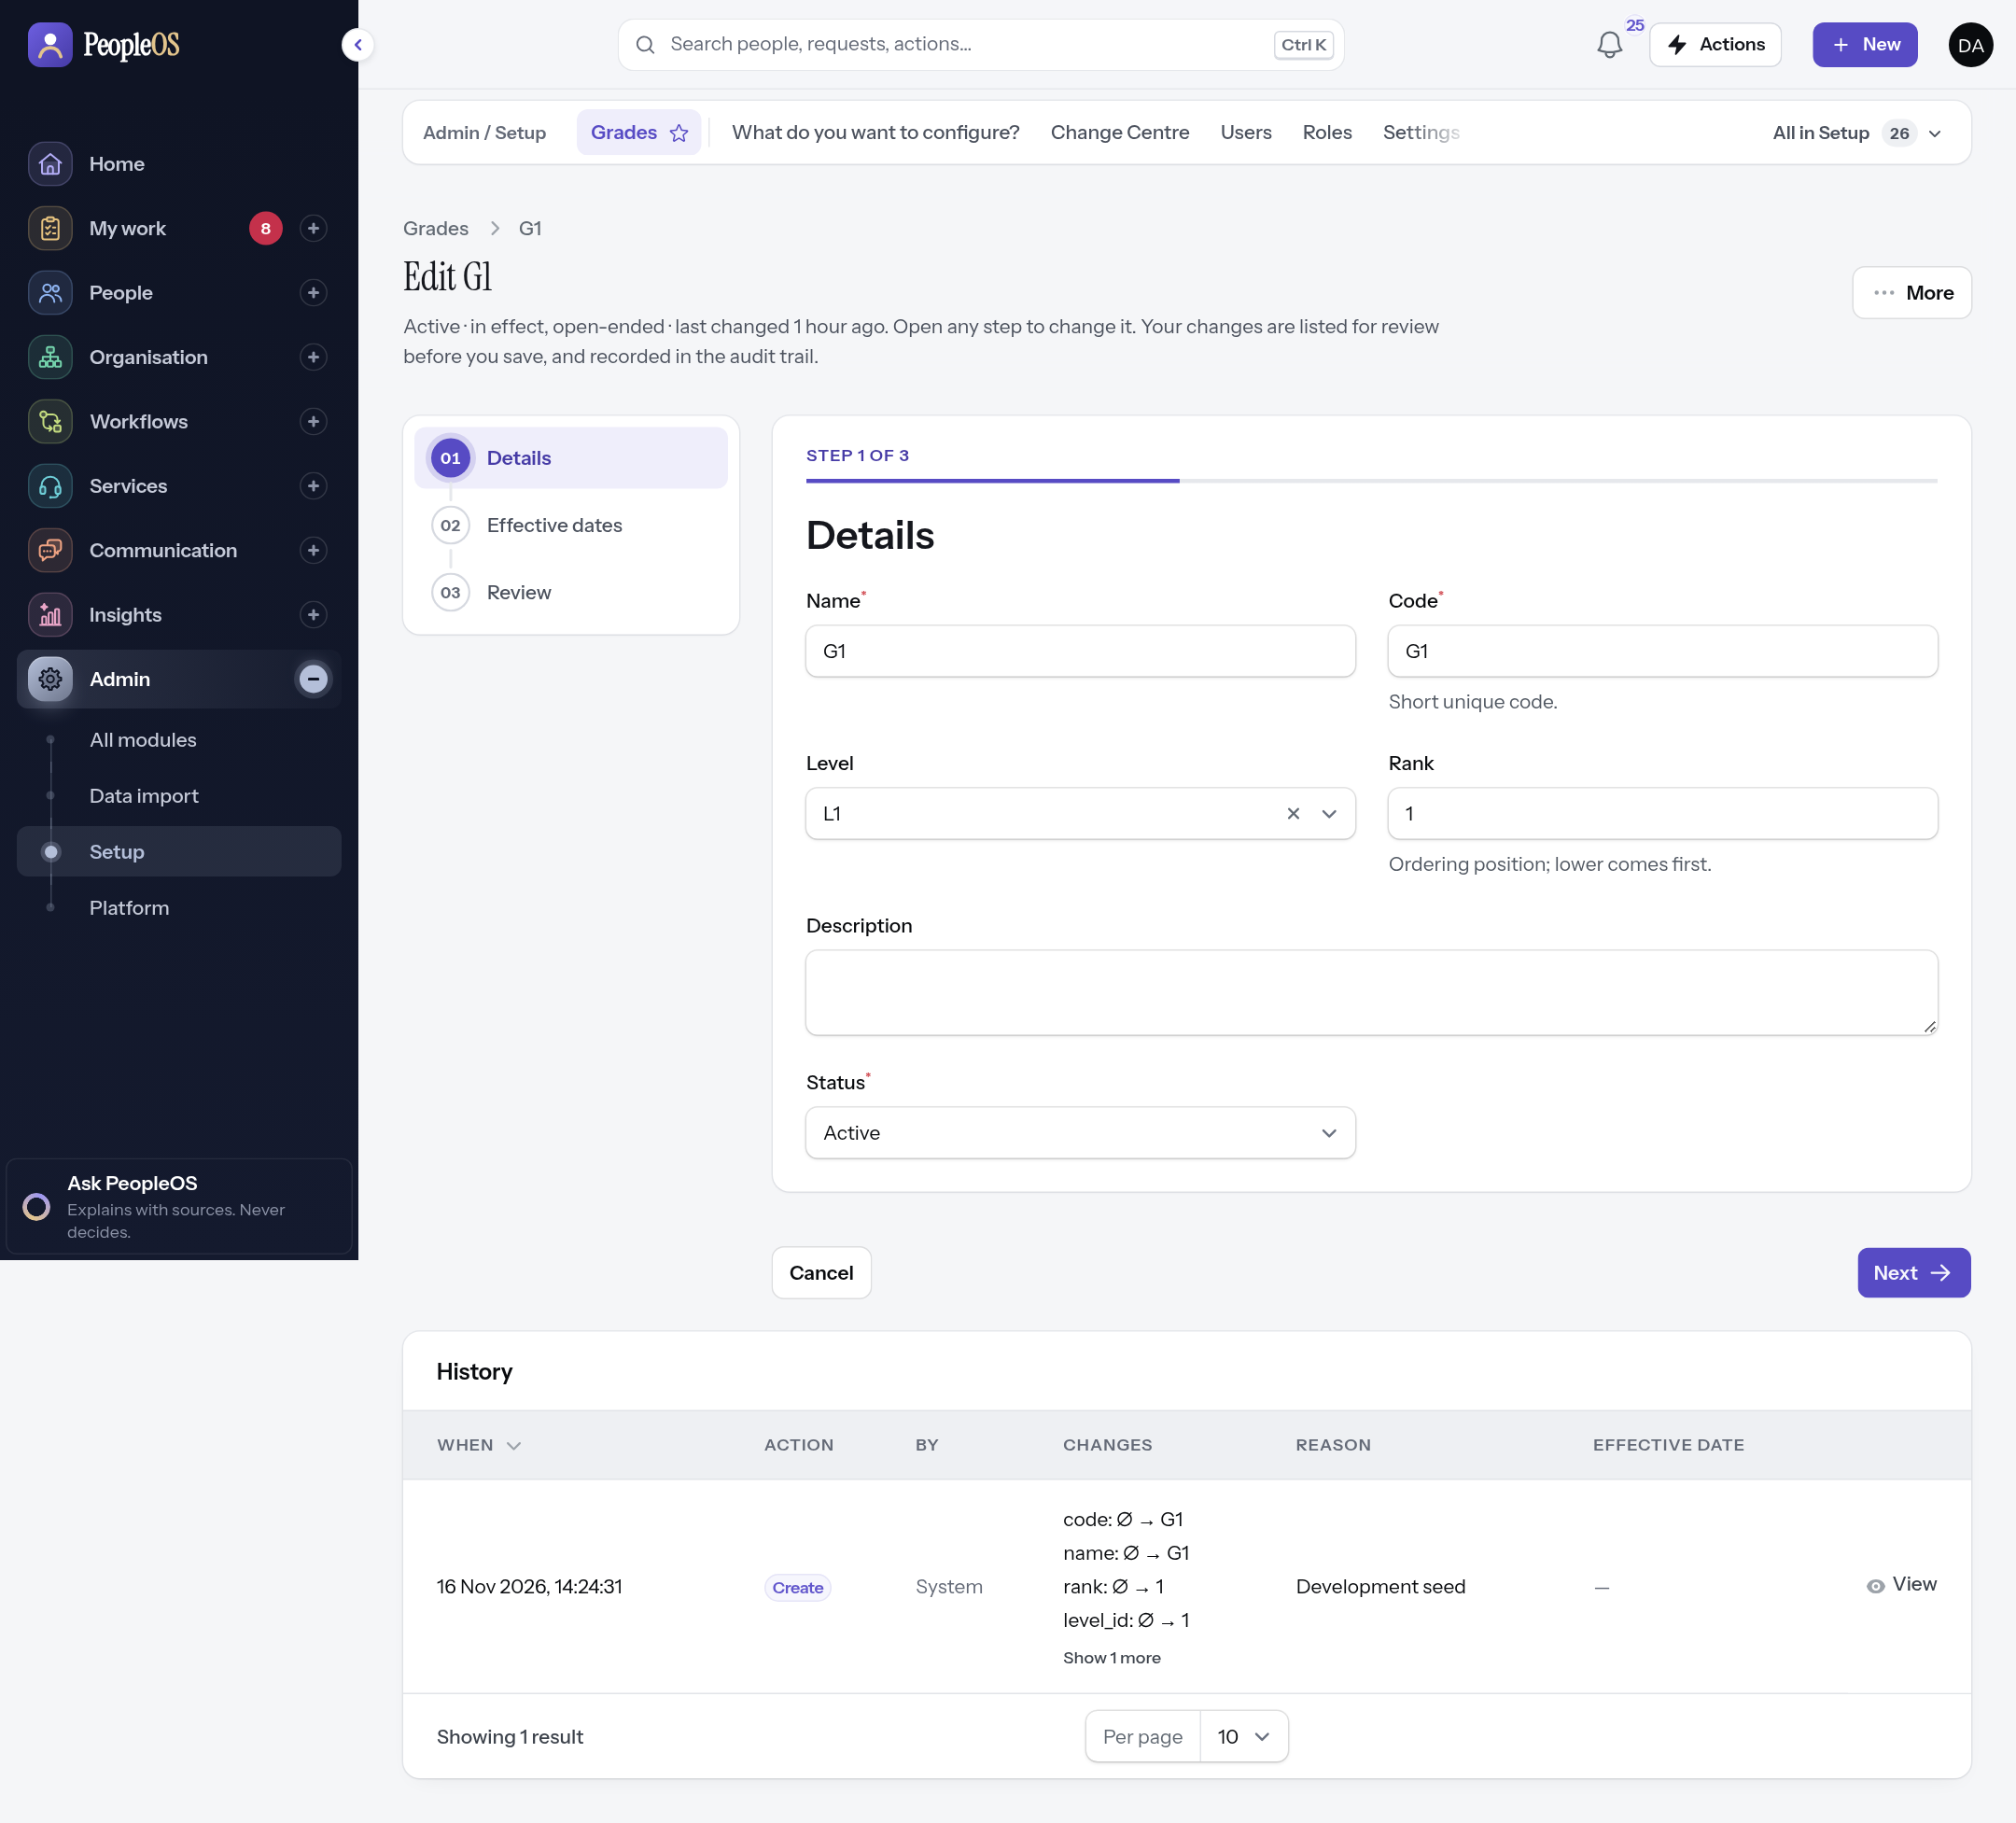 PeopleOS
Search people, requests, actions...
Ctrl K
25
Actions
New
DA
Admin / Setup
Grades
What do you want to configure?
Change Centre
Users
Roles
Settings
All in Setup
26
Home
My work
8
People
Organisation
Workflows
Services
Communication
Insights
Admin
All modules
Data import
Setup
Platform
Ask PeopleOS
Explains with sources. Never
decides.
Grades
G1
Edit G1
Active · in effect, open-ended · last changed 1 hour ago. Open any step to change it. Your changes are listed for review
before you save, and recorded in the audit trail.
More
01 Details
02 Effective dates
03 Review
STEP 1 OF 3
Details
Name*
G1
Code*
G1
Short unique code.
Level
L1
Rank
1
Ordering position; lower comes first.
Description
Status*
Active
Cancel
Next
History
WHEN ACTION BY CHANGES REASON EFFECTIVE DATE
16 Nov 2026, 14:24:31
Create
System
code: Ø → G1
name: Ø → G1
rank: Ø → 1
level_id: Ø → 1
Show 1 more
Development seed
—
View
Showing 1 result
Per page
10